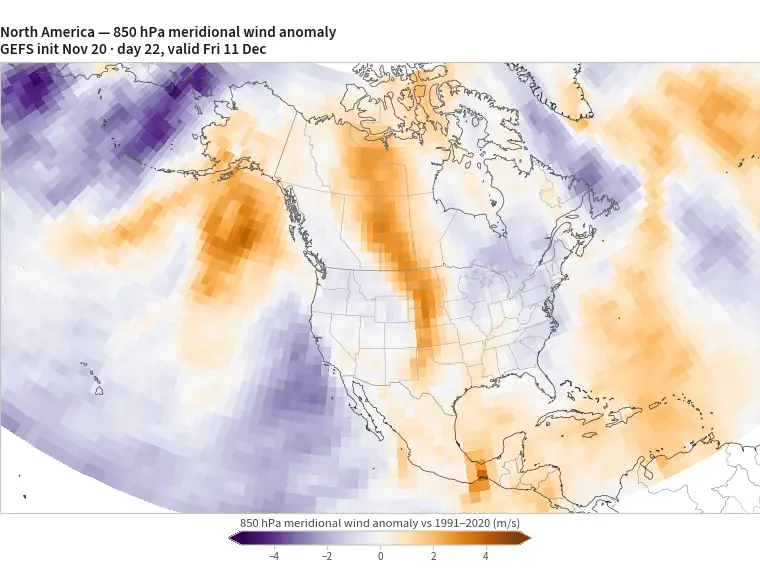 North America — 850 hPa meridional wind anomaly
GEFS init Nov 20 · day 22, valid Fri 11 Dec
850 hPa meridional wind anomaly vs 1991–2020 (m/s)
−4 −2 0 2 4